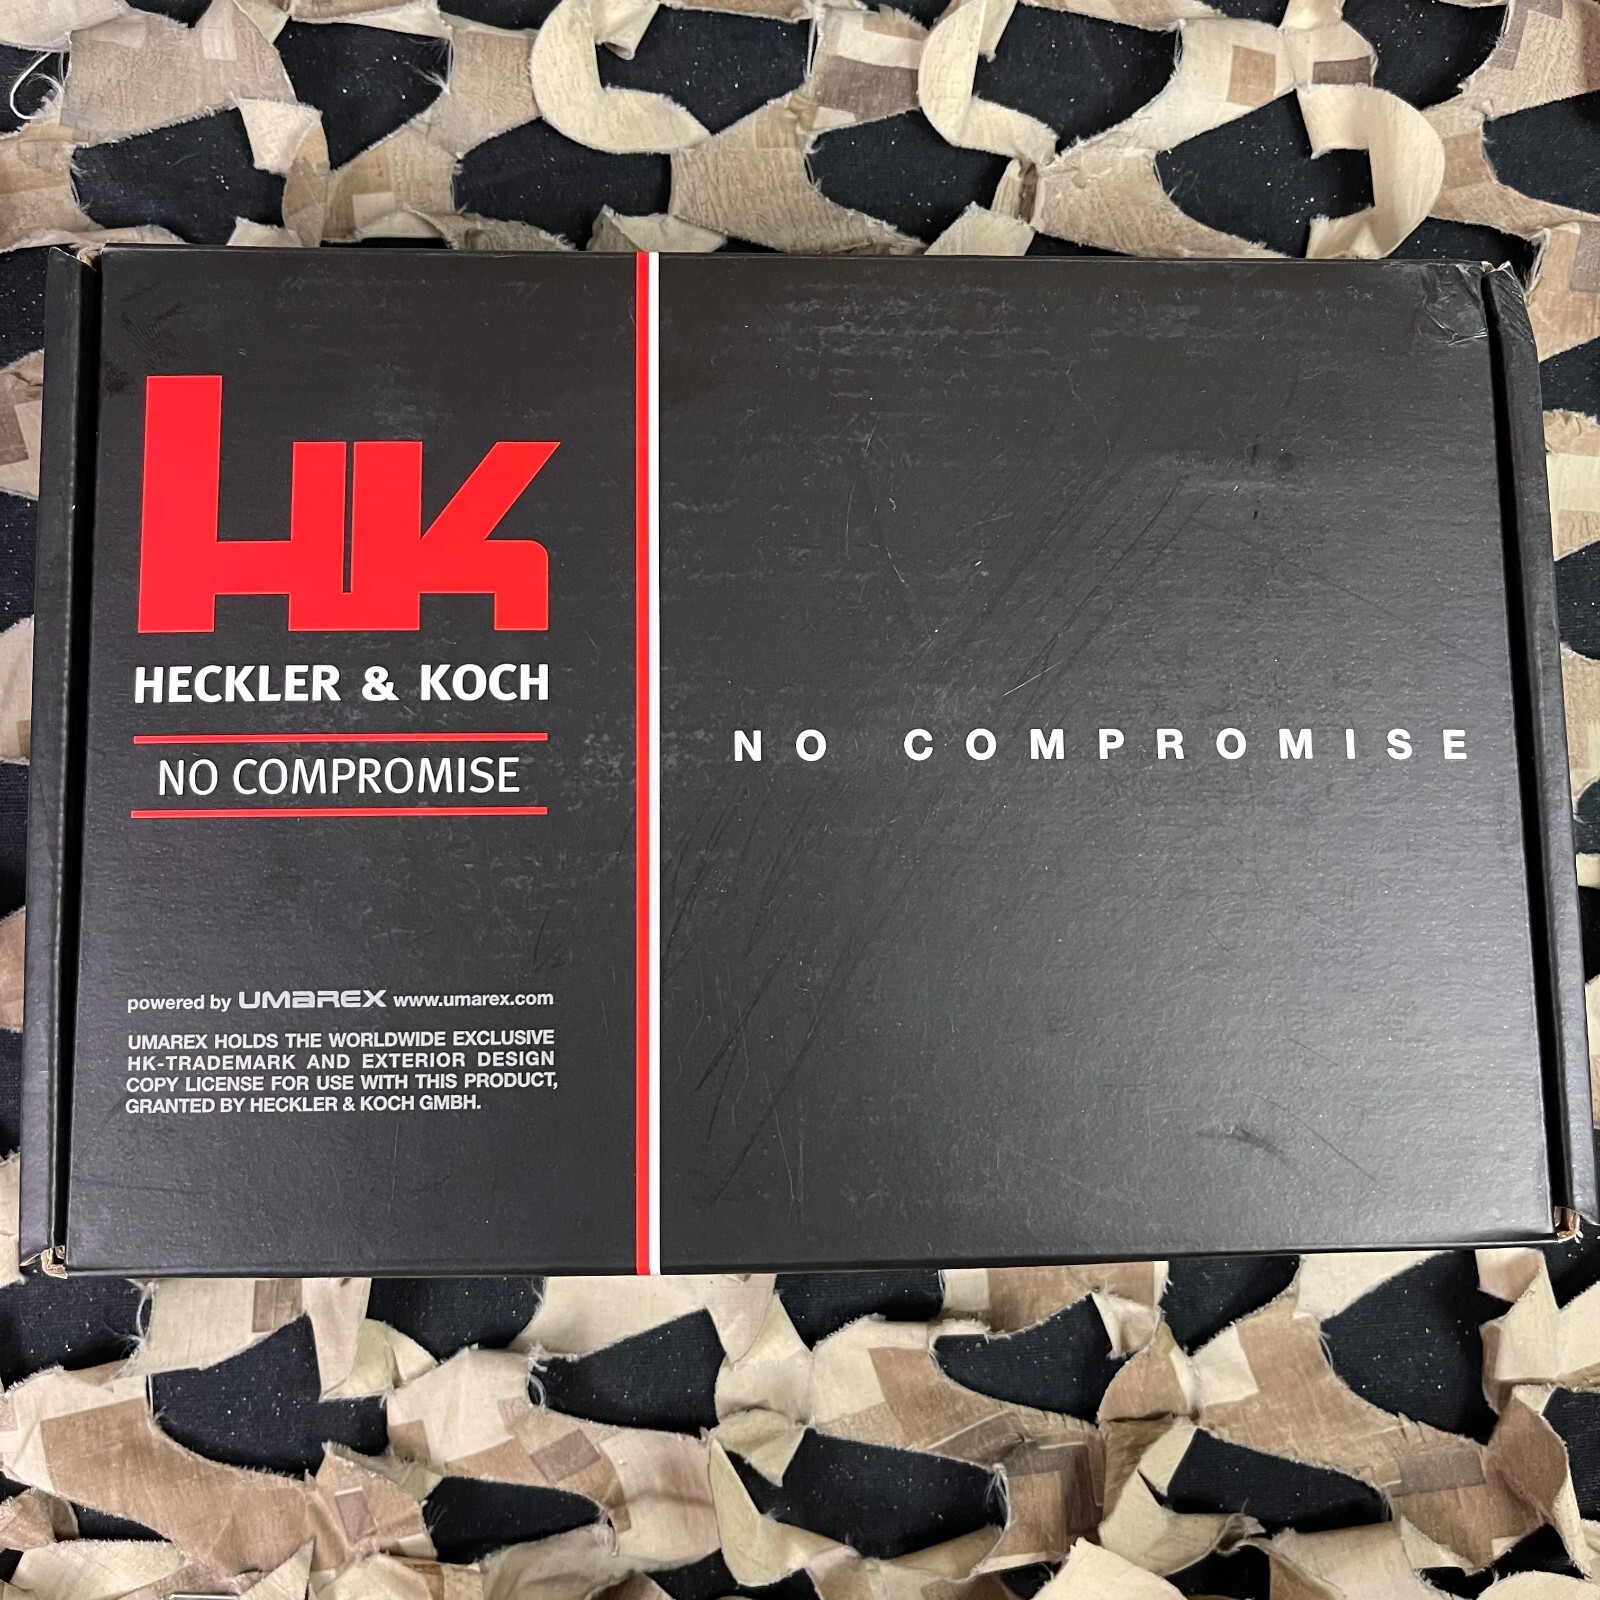 HK
HECKLER & KOCH
NO COMPROMISE
NO COMPROMISE
powered by UMAREX www.umarex.com
UMAREX HOLDS THE WORLDWIDE EXCLUSIVE
HK-TRADEMARK AND EXTERIOR DESIGN
COPY LICENSE FOR USE WITH THIS PRODUCT,
GRANTED BY HECKLER & KOCH GMBH.